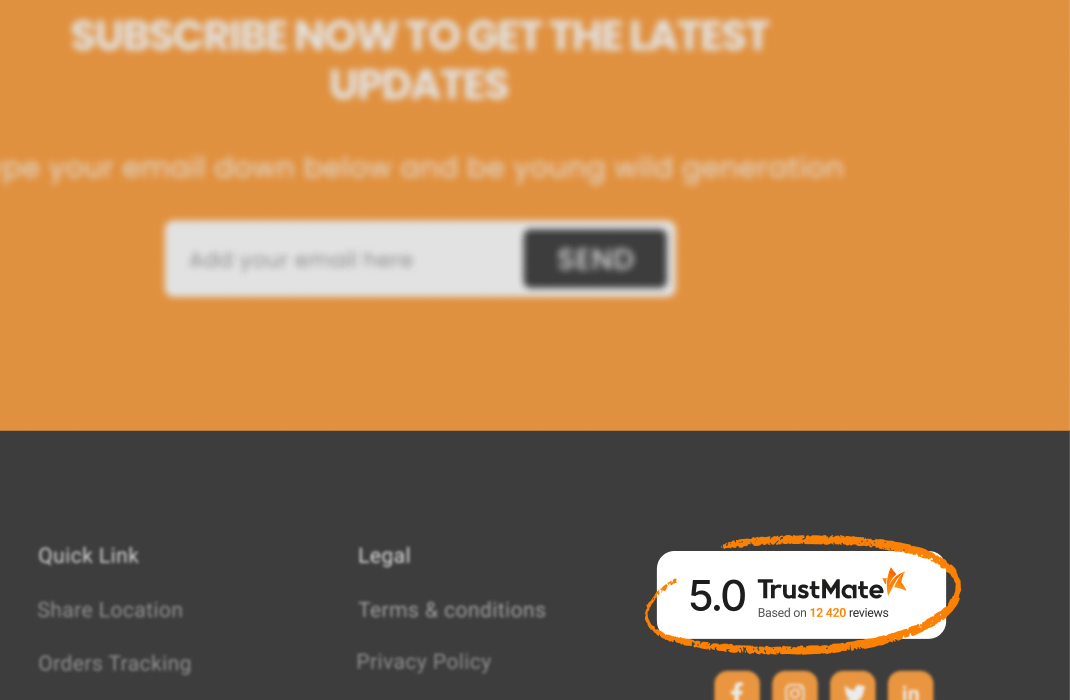 SUBSCRIBE NOW TO GET THE LATEST
UPDATES
pe your email down below and be young wild generation
Add your email here
SEND
Quick Link
Share Location
Orders Tracking
Legal
Terms & conditions
Privacy Policy
5.0
TrustMate
Based on 12 420 reviews
in